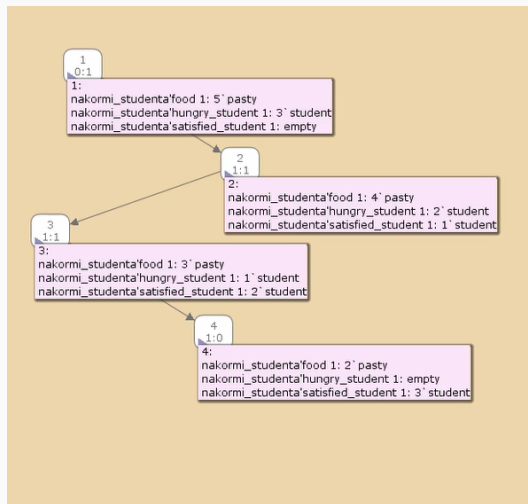 1
0:1
1:
nakormi_studenta'food 1: 5`pasty
nakormi_studenta'hungry_student 1: 3`student
nakormi_studenta'satisfied_student 1: empty
2
1:1
2:
nakormi_studenta'food 1: 4`pasty
nakormi_studenta'hungry_student 1: 2`student
nakormi_studenta'satisfied_student 1: 1`student
3
1:1
3:
nakormi_studenta'food 1: 3`pasty
nakormi_studenta'hungry_student 1: 1`student
nakormi_studenta'satisfied_student 1: 2`student
4
1:0
4:
nakormi_studenta'food 1: 2`pasty
nakormi_studenta'hungry_student 1: empty
nakormi_studenta'satisfied_student 1: 3`student